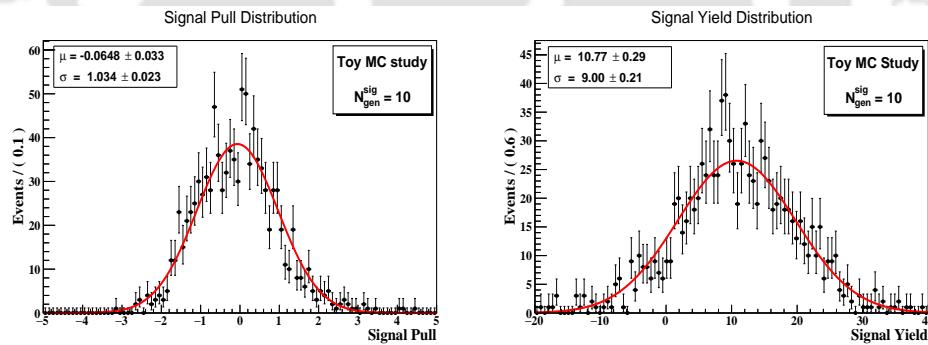 Signal Pull Distribution
μ = -0.0648 ± 0.033
σ = 1.034 ± 0.023
Toy MC study
N^sig_gen = 10
Events / ( 0.1 )
60
50
40
30
20
10
0
−5 −4 −3 −2 −1 0 1 2 3 4 5
Signal Pull
Signal Yield Distribution
μ = 10.77 ± 0.29
σ = 9.00 ± 0.21
Toy MC Study
N^sig_gen = 10
Events / ( 0.6 )
45
40
35
30
25
20
15
10
5
0
−20 −10 0 10 20 30 40
Signal Yield